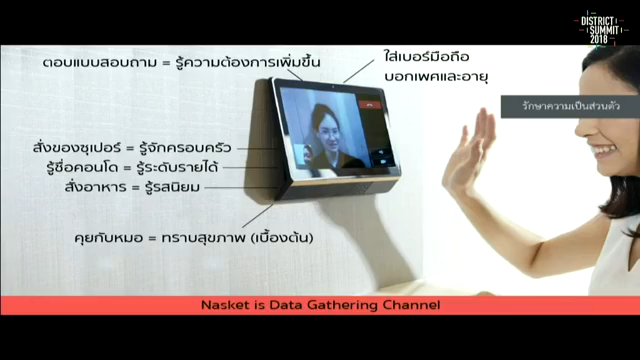 DISTRICT
SUMMIT
2018
ตอบแบบสอบถาม = รู้ความต้องการเพิ่มขึ้น
ใส่เบอร์มือถือ
บอกเพศและอายุ
รักษาความเป็นส่วนตัว
สั่งของซุเปอร์ = รู้จักครอบครัว
รู้ชื่อคอนโด = รู้ระดับรายได้
สั่งอาหาร = รู้รสนิยม
คุยกับหมอ = ทราบสุขภาพ (เบื้องต้น)
Nasket is Data Gathering Channel